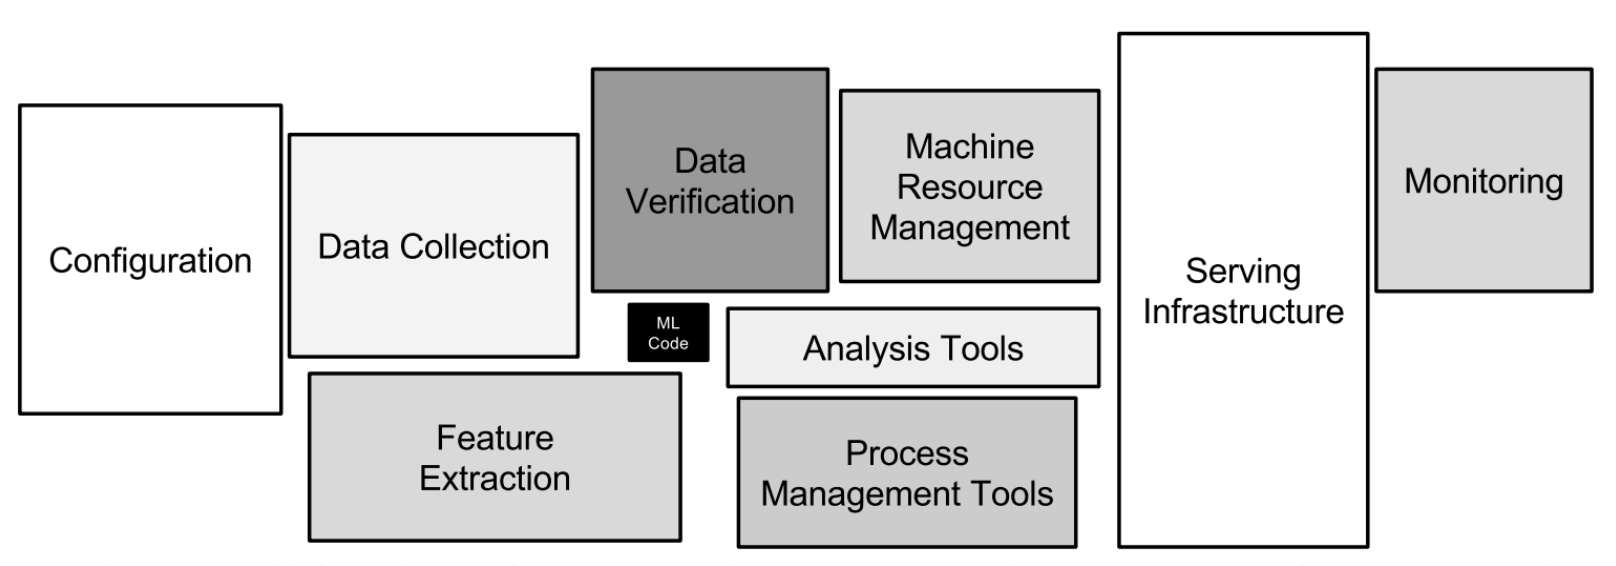 Configuration
Data Collection
Feature
Extraction
Data
Verification
ML
Code
Machine
Resource
Management
Analysis Tools
Process
Management Tools
Serving
Infrastructure
Monitoring